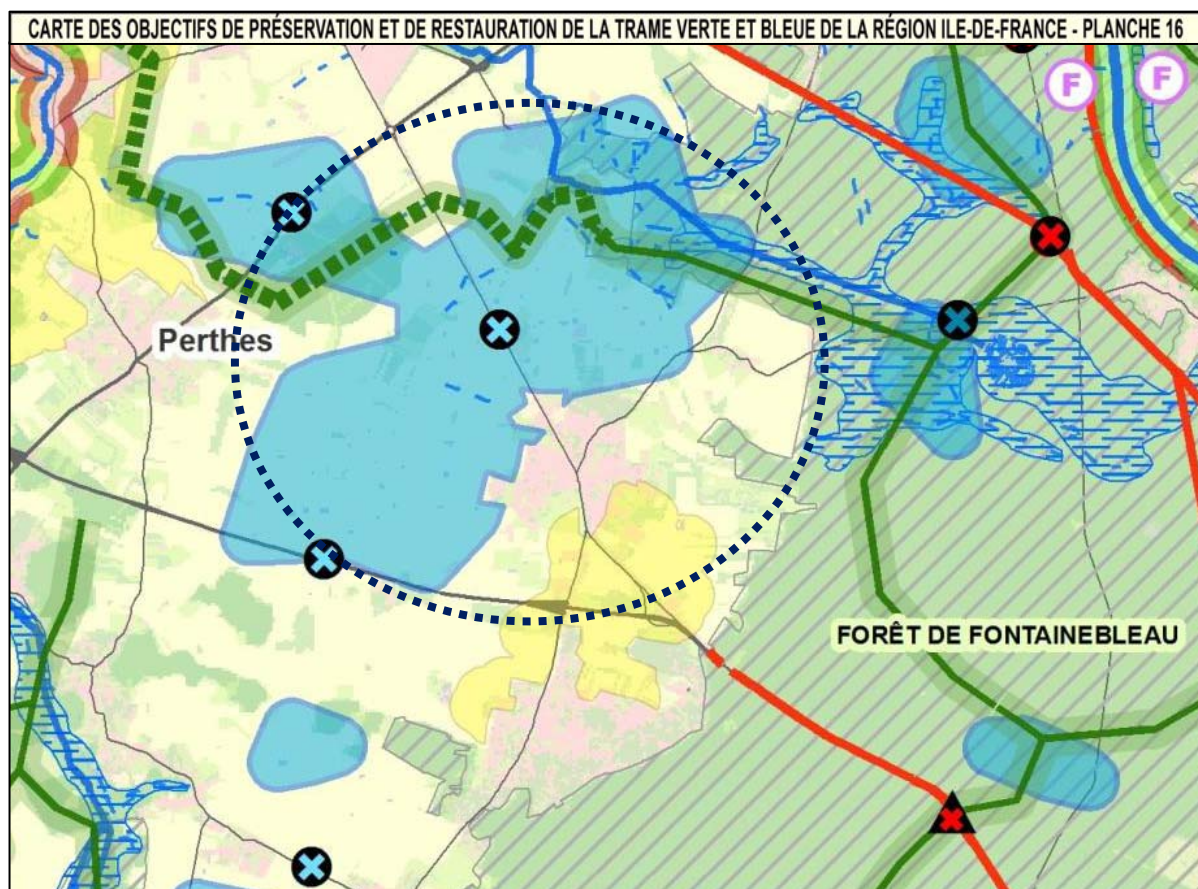 CARTE DES OBJECTIFS DE PRÉSERVATION ET DE RESTAURATION DE LA TRAME VERTE ET BLEUE DE LA RÉGION ILE-DE-FRANCE - PLANCHE 16
F
F
Perthes
FORÊT DE FONTAINEBLEAU